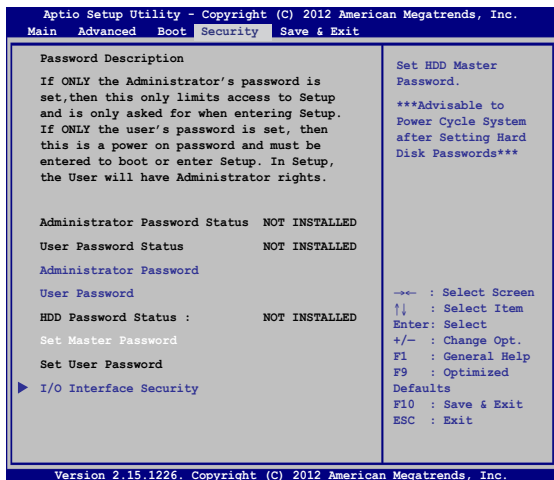 Aptio Setup Utility - Copyright (C) 2012 American Megatrends, Inc.
Main Advanced Boot Security Save & Exit
Password Description
If ONLY the Administrator's password is
set,then this only limits access to Setup
and is only asked for when entering Setup.
If ONLY the user's password is set, then
this is a power on password and must be
entered to boot or enter Setup. In Setup,
the User will have Administrator rights.
Administrator Password Status NOT INSTALLED
User Password Status NOT INSTALLED
Administrator Password
User Password
HDD Password Status : NOT INSTALLED
Set Master Password
Set User Password
I/O Interface Security
Set HDD Master
Password.
***Advisable to
Power Cycle System
after Setting Hard
Disk Passwords***
→← : Select Screen
↑↓ : Select Item
Enter: Select
+/— : Change Opt.
F1 : General Help
F9 : Optimized
Defaults
F10 : Save & Exit
ESC : Exit
Version 2.15.1226. Copyright (C) 2012 American Megatrends, Inc.